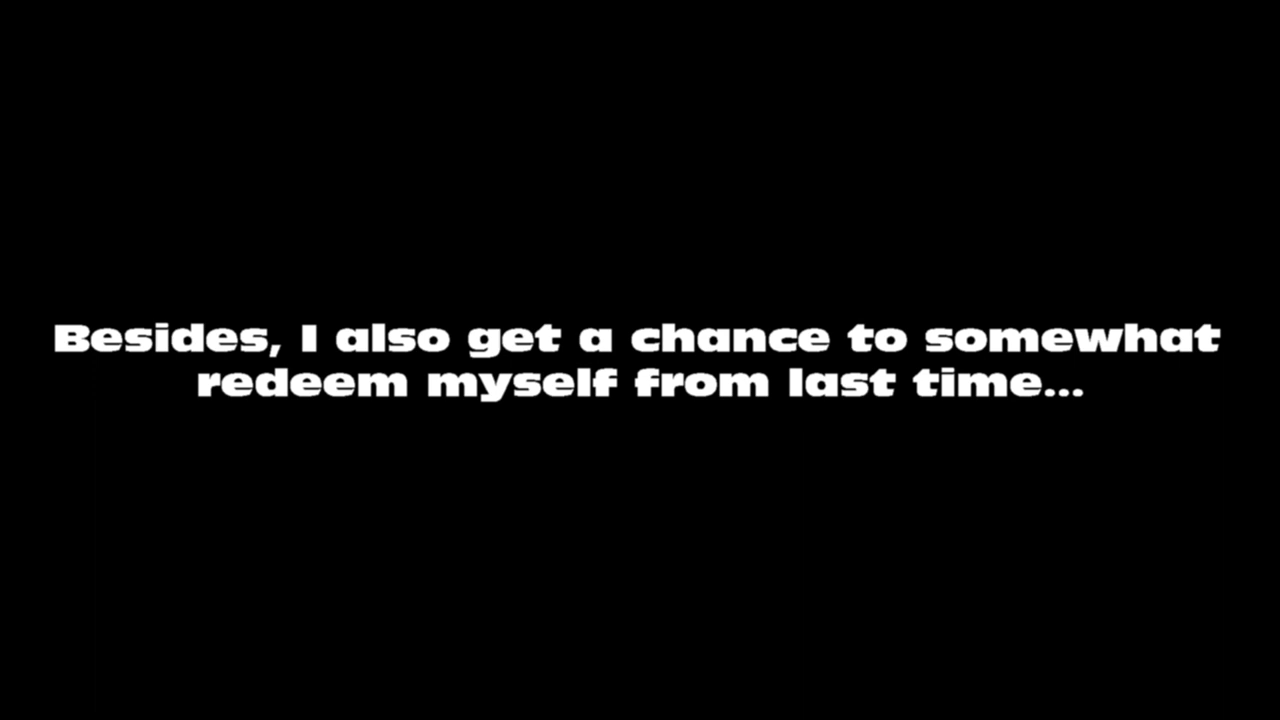 Besides, I also get a chance to somewhat
redeem myself from last time...